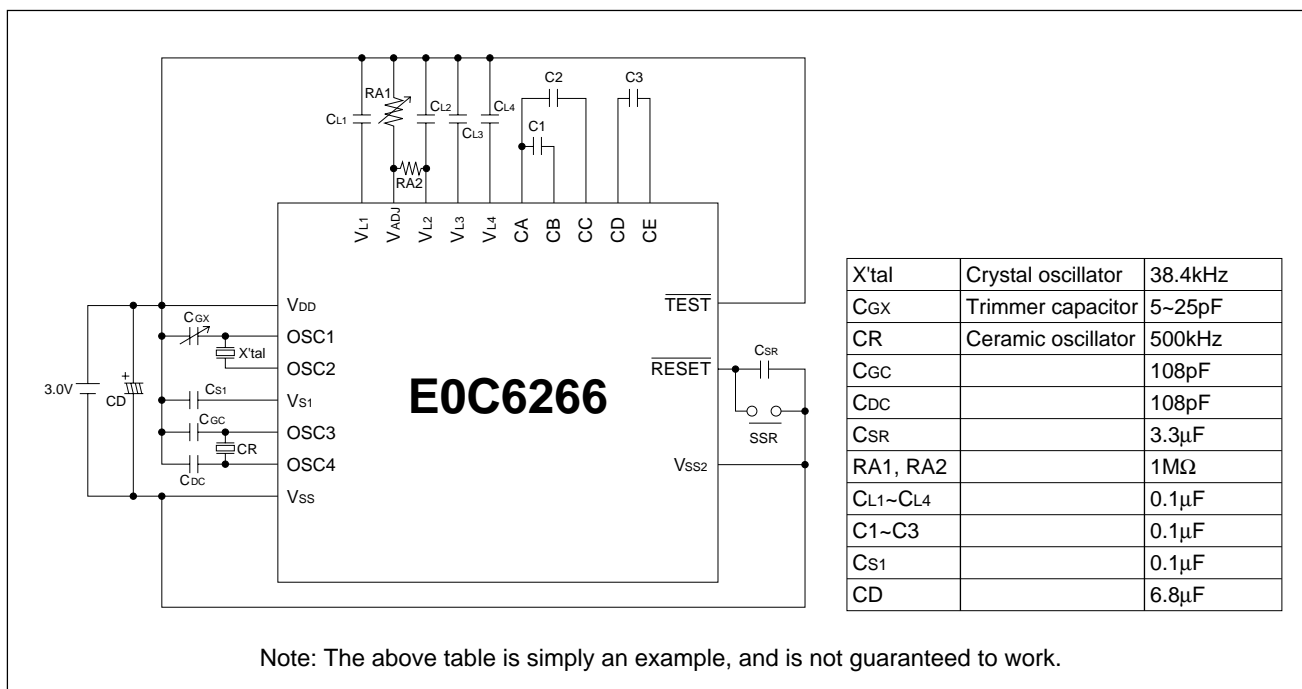 C2
C3
RA1
CL2
CL4
CL1
C1
CL3
RA2
VL1
VADJ
VL2
VL3
VL4
CA
CB
CC
CD
CE
VDD
TEST
CGX
OSC1
X'tal
OSC2
CSR
RESET
3.0V
CD
CS1
VS1
E0C6266
CGC
OSC3
SSR
CR
OSC4
CDC
VSS2
VSS
X'tal Crystal oscillator 38.4kHz
CGX Trimmer capacitor 5~25pF
CR Ceramic oscillator 500kHz
CGC 108pF
CDC 108pF
CSR 3.3µF
RA1, RA2 1MΩ
CL1~CL4 0.1µF
C1~C3 0.1µF
CS1 0.1µF
CD 6.8µF
Note: The above table is simply an example, and is not guaranteed to work.